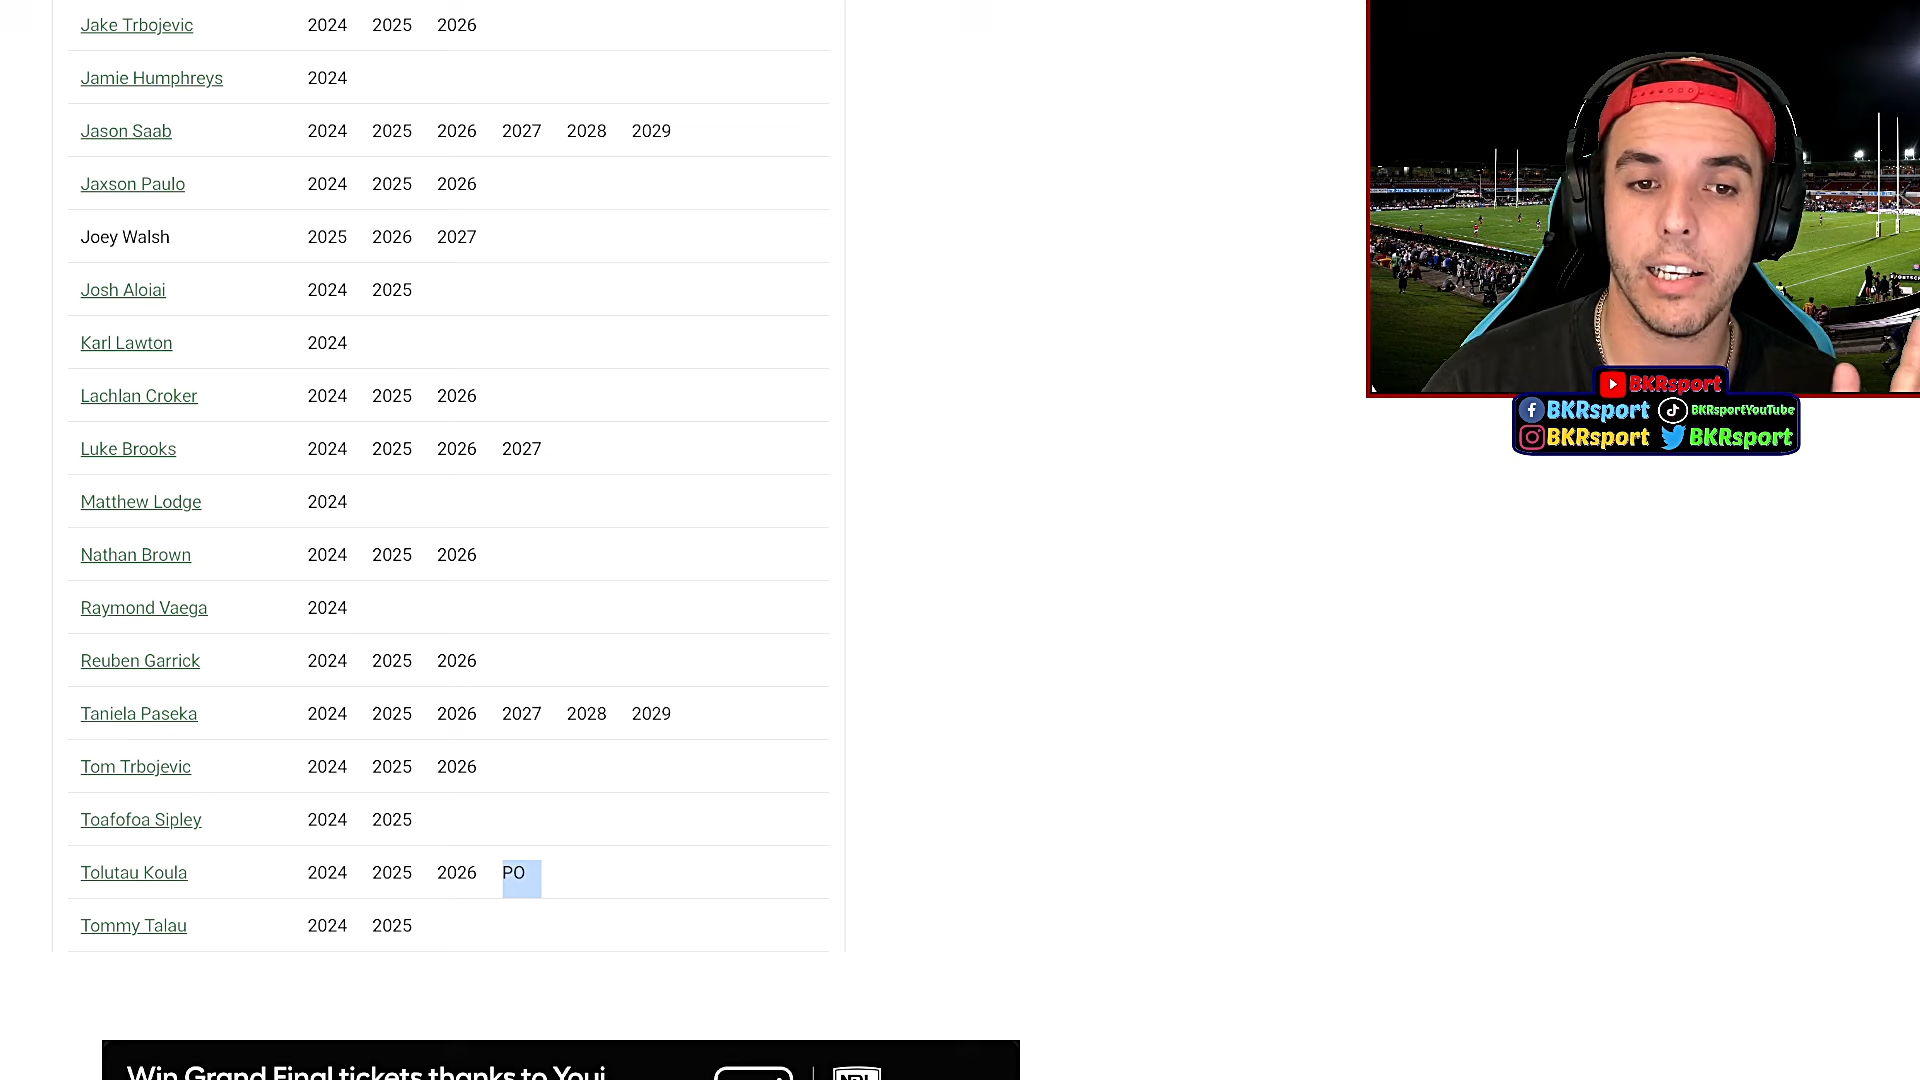 Jake Trbojevic 2024 2025 2026
Jamie Humphreys 2024
Jason Saab 2024 2025 2026 2027 2028 2029
Jaxson Paulo 2024 2025 2026
Joey Walsh 2025 2026 2027
Josh Aloiai 2024 2025
Karl Lawton 2024
Lachlan Croker 2024 2025 2026
Luke Brooks 2024 2025 2026 2027
Matthew Lodge 2024
Nathan Brown 2024 2025 2026
Raymond Vaega 2024
Reuben Garrick 2024 2025 2026
Taniela Paseka 2024 2025 2026 2027 2028 2029
Tom Trbojevic 2024 2025 2026
Toafofoa Sipley 2024 2025
Tolutau Koula 2024 2025 2026 PO
Tommy Talau 2024 2025
Win Grand Final tickets thanks to Youi
NRL
BKRsport
BKRsport BKRsportYouTube
BKRsport BKRsport